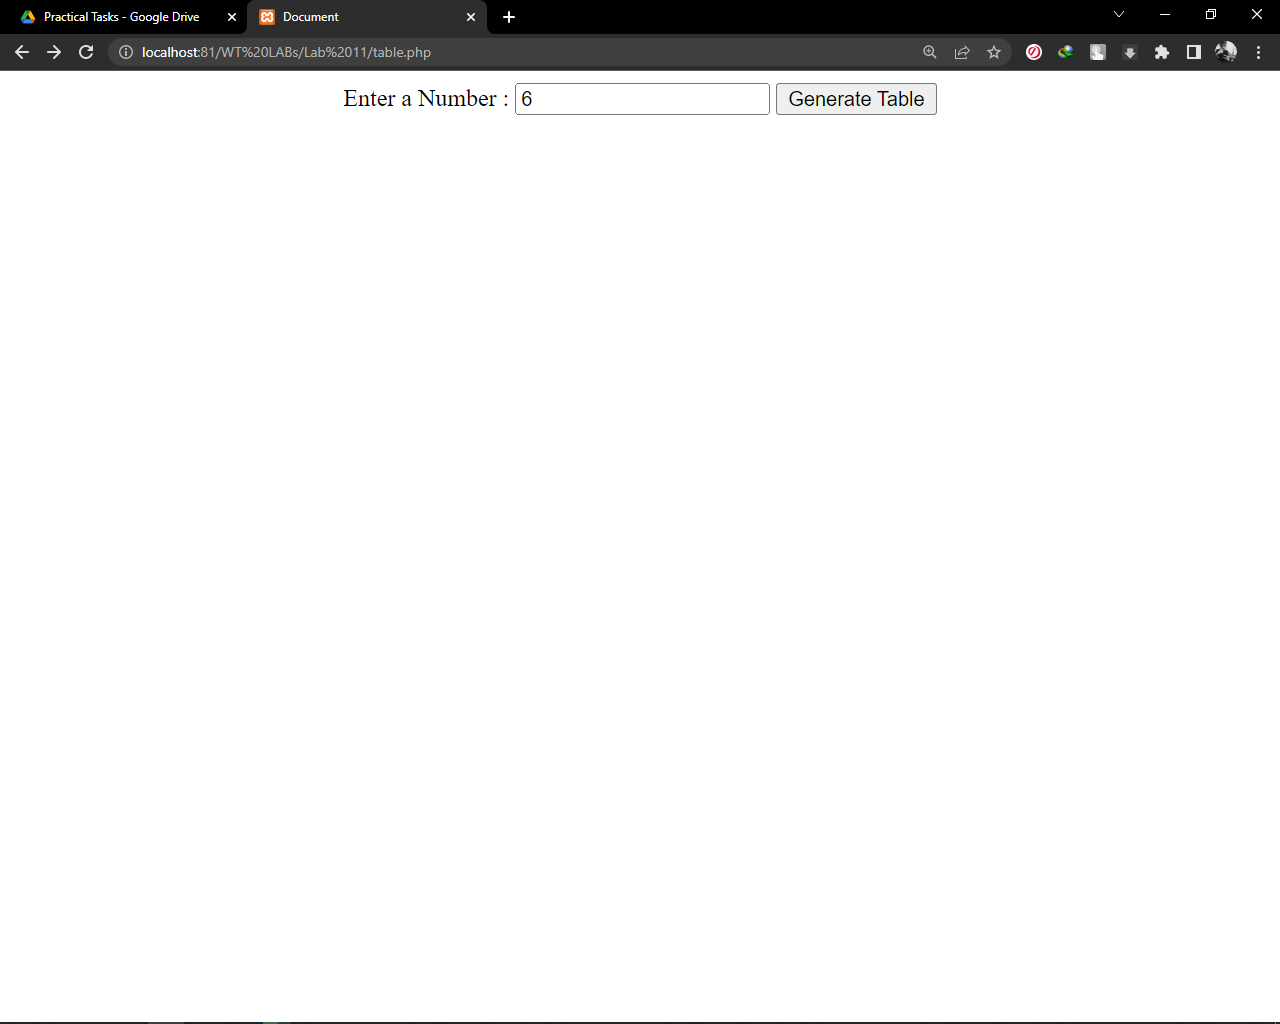 Practical Tasks - Google Drive
Document
localhost:81/WT%20LABs/Lab%2011/table.php
Enter a Number : 6 Generate Table